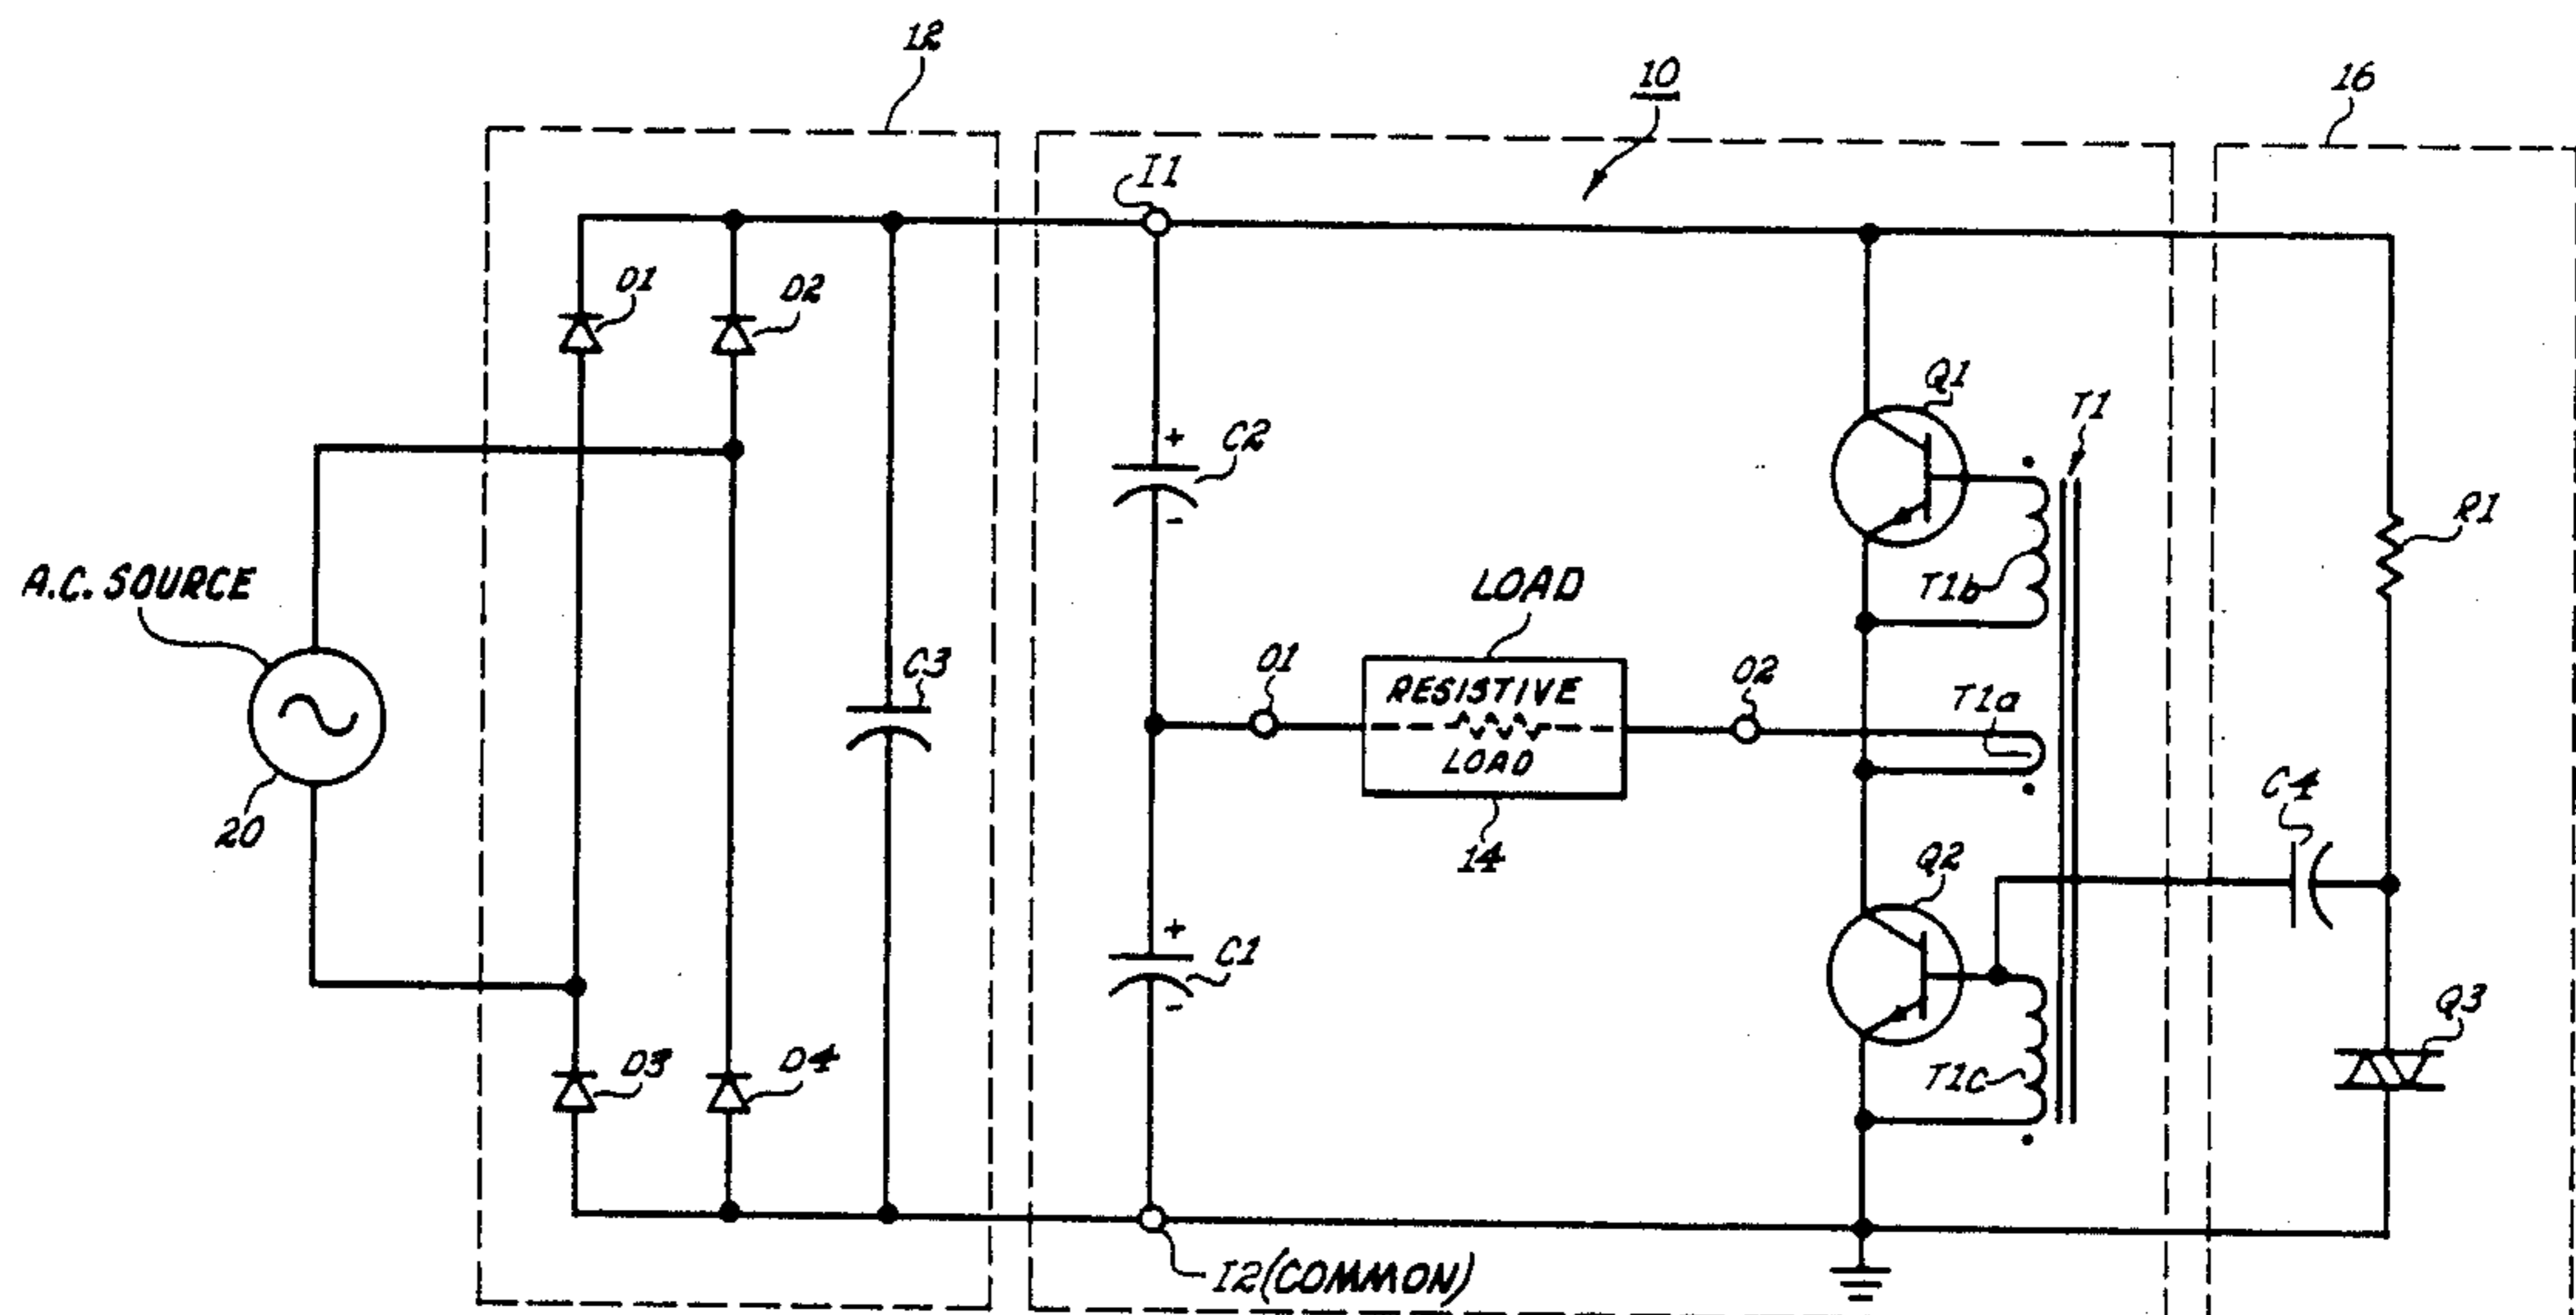 12
10
16
I1
D1
D2
Q1
T1
C2
R1
A.C. SOURCE
LOAD
T1b
O1
O2
C3
RESISTIVE
LOAD
T1a
C4
20
14
Q2
C1
Q3
D3
D4
T1c
I2 (COMMON)
+
-
+
-